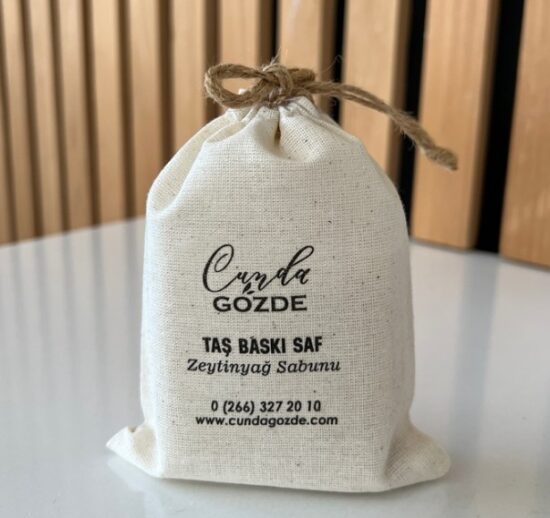 Cunda
GÖZDE
TAŞ BASKI SAF
Zeytinyağ Sabunu
0 (266) 327 20 10
www.cundagozde.com